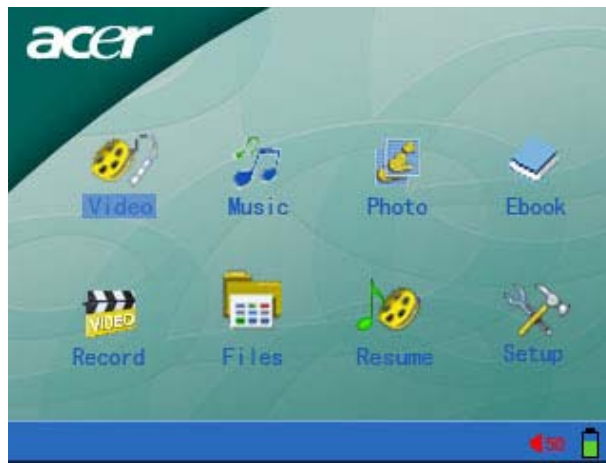 acer
Video Music Photo Ebook
VIDEO
Record Files Resume Setup
50